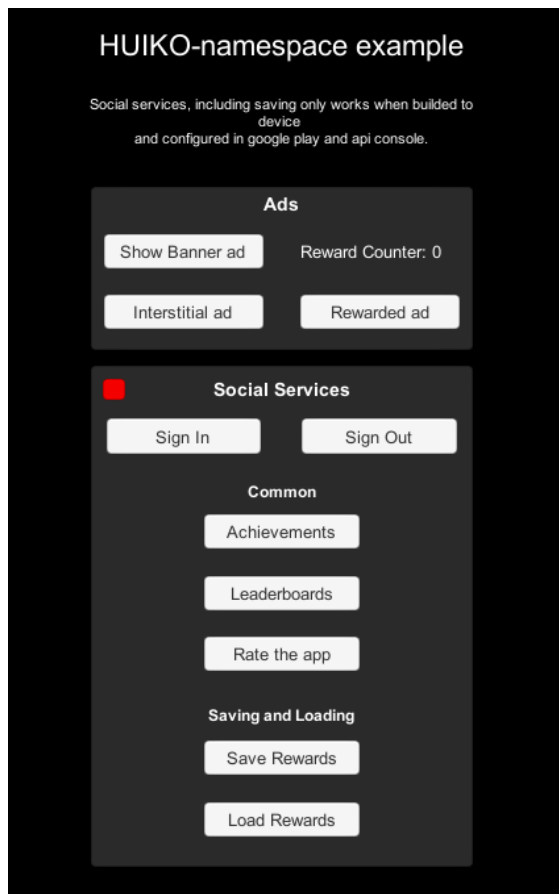 HUIKO-namespace example
Social services, including saving only works when builded to
device
and configured in google play and api console.
Ads
Show Banner ad
Reward Counter: 0
Interstitial ad
Rewarded ad
Social Services
Sign In
Sign Out
Common
Achievements
Leaderboards
Rate the app
Saving and Loading
Save Rewards
Load Rewards